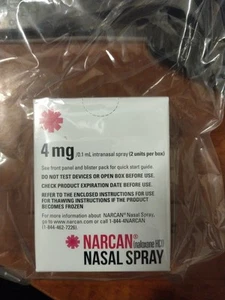 4 mg /0.1 mL intranasal spray (2 units per box)
See front panel and blister pack for quick start guide.
DO NOT TEST DEVICES OR OPEN BOX BEFORE USE.
CHECK PRODUCT EXPIRATION DATE BEFORE USE.
REFER TO THE ENCLOSED INSTRUCTIONS FOR USE
FOR THAWING INSTRUCTIONS IF THE PRODUCT
BECOMES FROZEN
For more information about NARCAN® Nasal Spray,
go to www.NARCAN.com or call 1-844-4NARCAN
(1-844-462-7226).
NARCAN® (naloxone HCl)
NASAL SPRAY